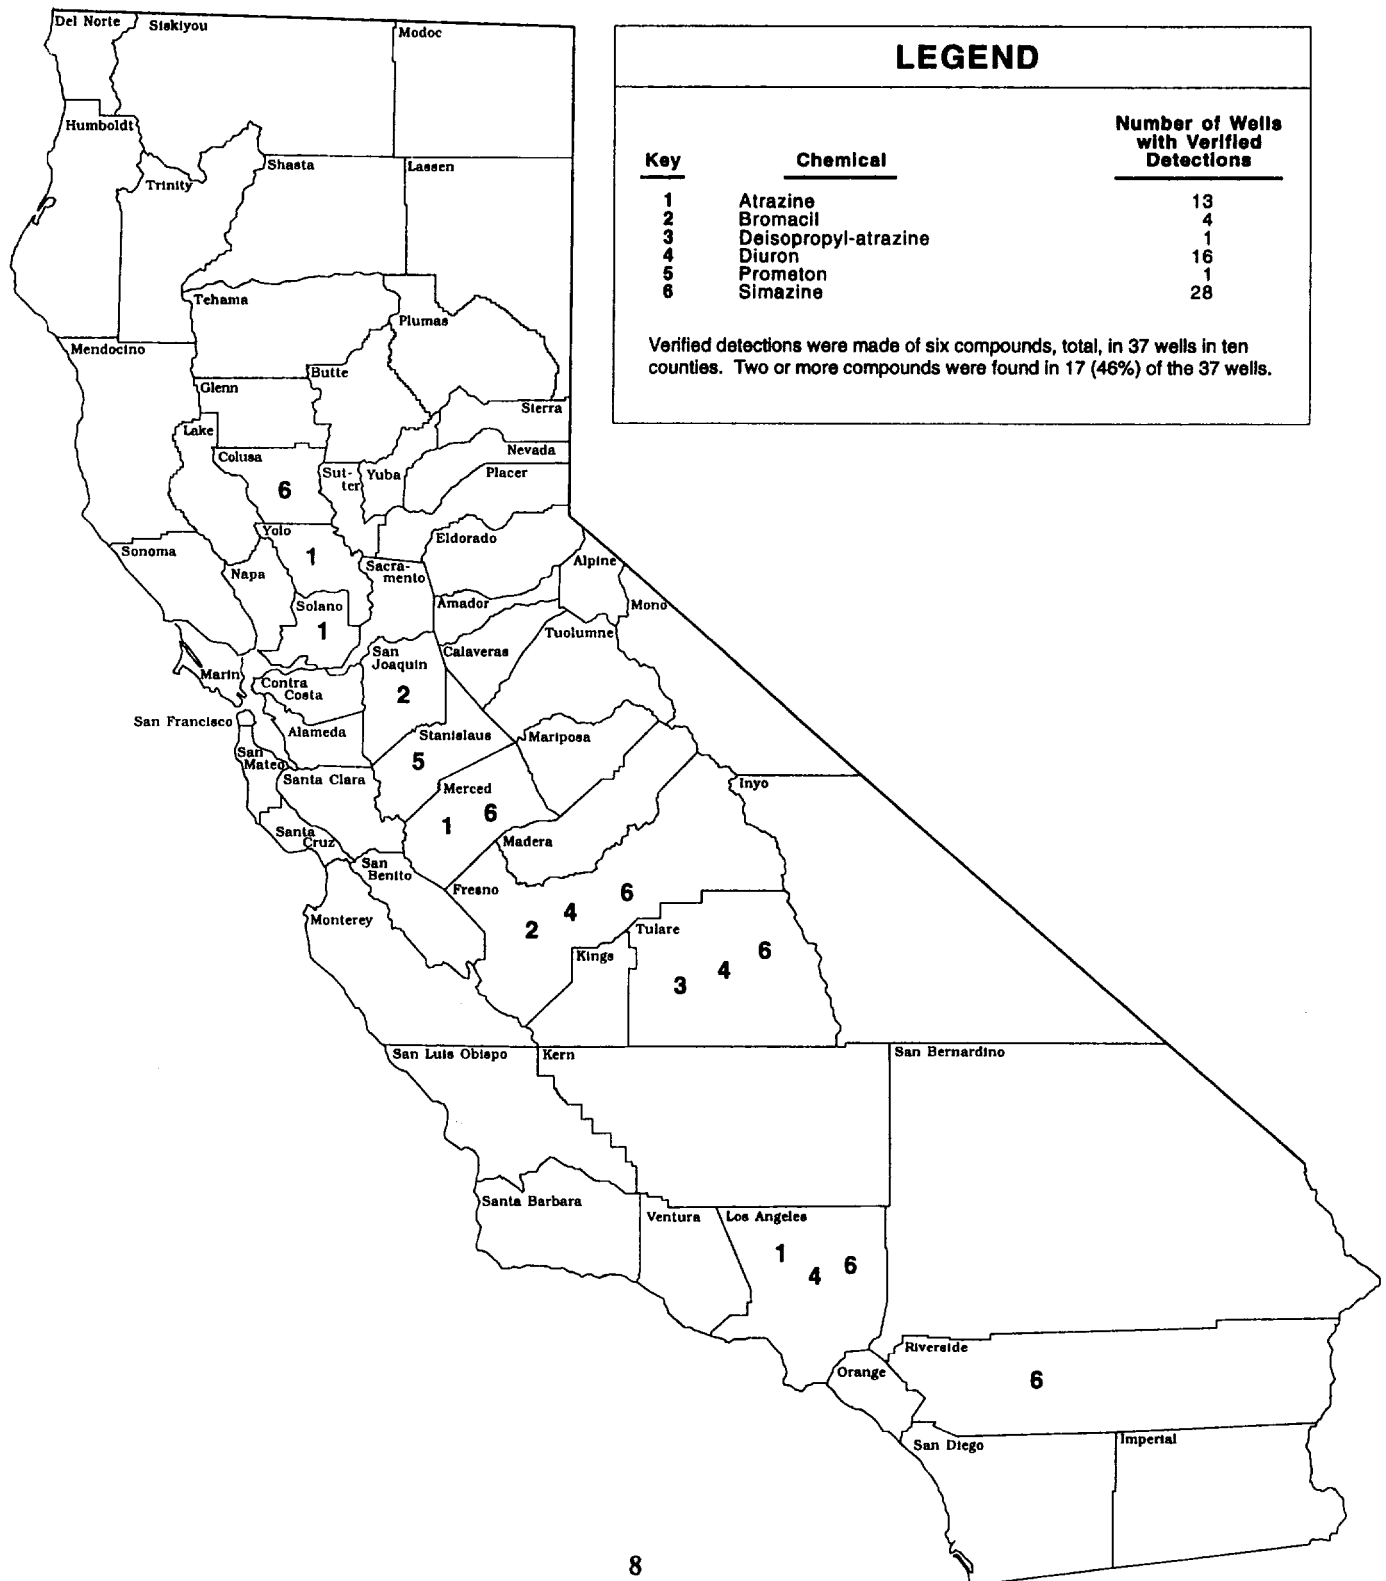 Del Norte
Siskiyou
Modoc
LEGEND
Number of Wells
with Verified
Detections
Key Chemical
1 Atrazine 13
2 Bromacil 4
3 Deisopropyl-atrazine 1
4 Diuron 16
5 Prometon 1
6 Simazine 28
Verified detections were made of six compounds, total, in 37 wells in ten
counties. Two or more compounds were found in 17 (46%) of the 37 wells.
Humboldt
Trinity
Shasta
Lassen
Tehama
Plumas
Mendocino
Butte
Glenn
Sierra
Lake
Nevada
Colusa
6
Sut-
ter
Yuba
Placer
Yolo
1
Eldorado
Sonoma
Napa
Sacra-
mento
Alpine
Solano
1
Amador
Mono
Tuolumne
Calaveras
San
Joaquin
2
Marin
Contra
Costa
San Francisco
Alameda
Stanislaus
5
Mariposa
San
Mateo
Santa Clara
Merced
1 6
Inyo
Santa
Cruz
Madera
San
Benito
Fresno
2 4 6
Monterey
Tulare
3 4 6
Kings
San Luis Obispo
Kern
San Bernardino
Santa Barbara
Ventura
Los Angeles
1 4 6
Riverside
6
Orange
San Diego
Imperial
8